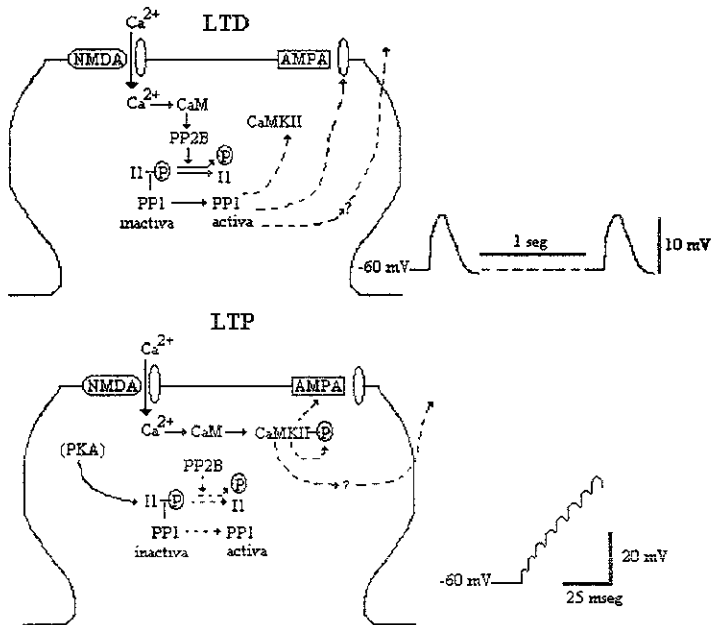 LTD
Ca2+
NMDA
AMPA
Ca2+ CaM
CaMKII
PP2B
P
I1 P
I1
PP1 PP1
inactiva activa
?
1 seg
10 mV
-60 mV
LTP
Ca2+
NMDA
AMPA
Ca2+ CaM CaMKII P
(PKA)
PP2B
?
P
I1 P I1
PP1 PP1
inactiva activa
20 mV
-60 mV
25 mseg